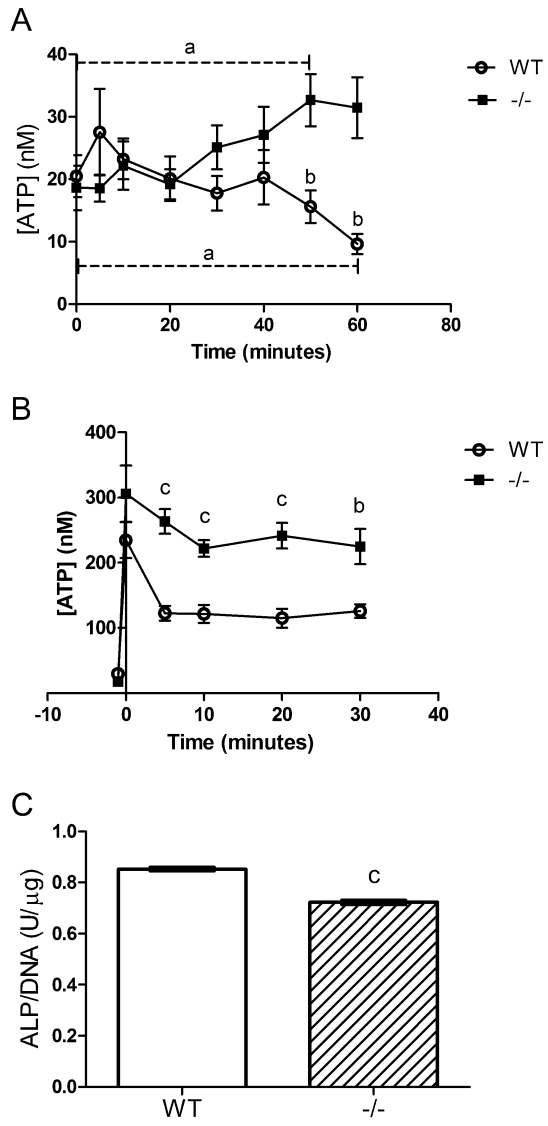 A
a
40
WT
-/-
30
[ATP] (nM)
20
b
b
10
a
0
0 20 40 60 80
Time (minutes)
B
400
WT
-/-
c
c
c
b
300
[ATP] (nM)
200
100
-10 0 10 20 30 40
Time (minutes)
C
1.0
c
0.8
ALP/DNA (U/μg)
0.6
0.4
0.2
0.0
WT -/-